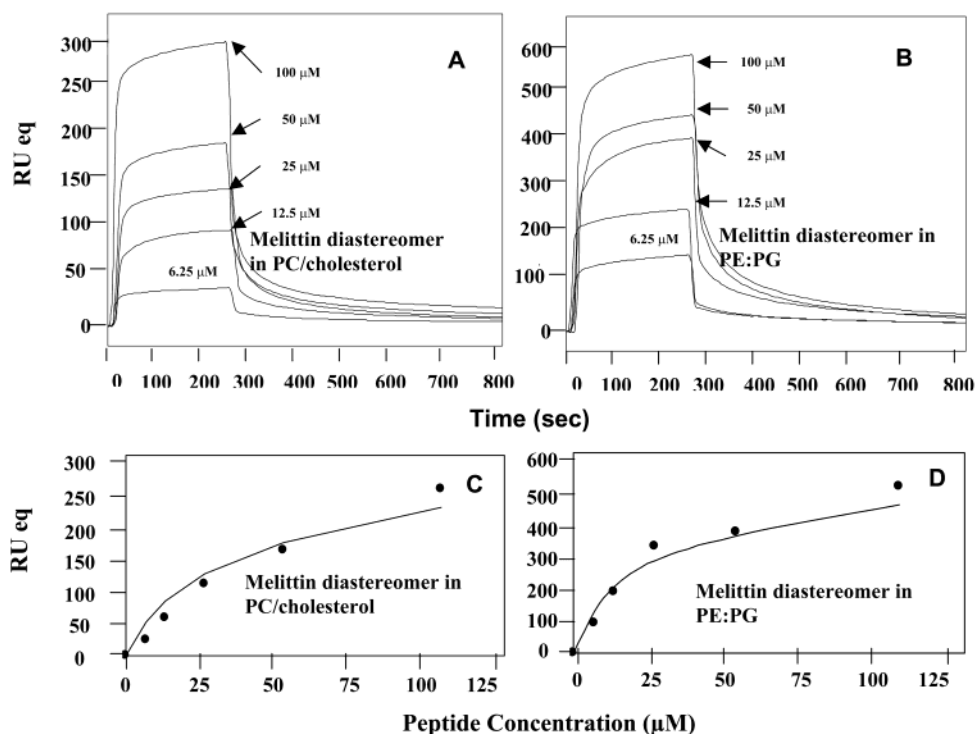 A
RU eq
300
250
200
150
100
50
0
100 µM
50 µM
25 µM
12.5 µM
Melittin diastereomer
in PC/cholesterol
6.25 µM
0 100 200 300 400 500 600 700 800
B
600
500
400
300
200
100
0
100 µM
50 µM
25 µM
12.5 µM
Melittin diastereomer in
PE:PG
6.25 µM
0 100 200 300 400 500 600 700 800
Time (sec)
C
RU eq
300
250
200
150
100
50
0
Melittin diastereomer in
PC/cholesterol
0 25 50 75 100 125
D
600
500
400
300
200
100
0
Melittin diastereomer in
PE:PG
0 25 50 75 100 125
Peptide Concentration (µM)